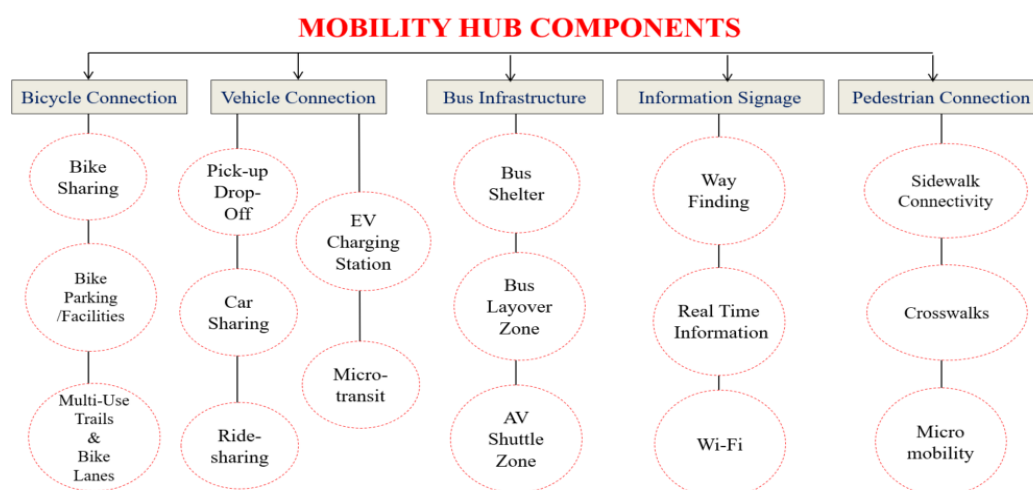 MOBILITY HUB COMPONENTS
Bicycle Connection
Vehicle Connection
Bus Infrastructure
Information Signage
Pedestrian Connection
Bike
Sharing
Bike
Parking
/Facilities
Multi-Use
Trails
&
Bike
Lanes
Pick-up
Drop-
Off
Car
Sharing
Ride-
sharing
EV
Charging
Station
Micro-
transit
Bus
Shelter
Bus
Layover
Zone
AV
Shuttle
Zone
Way
Finding
Real Time
Information
Wi-Fi
Sidewalk
Connectivity
Crosswalks
Micro
mobility